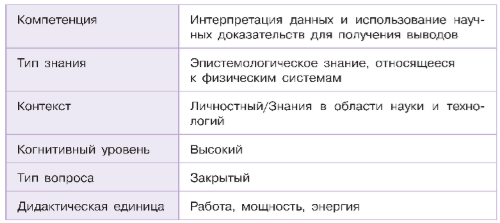 Компетенция
Интерпретация данных и использование науч-
ных доказательств для получения выводов
Тип знания
Эпистемологическое знание, относящееся
к физическим системам
Контекст
Личностный/Знания в области науки и техно-
логий
Когнитивный уровень
Высокий
Тип вопроса
Закрытый
Дидактическая единица
Работа, мощность, энергия